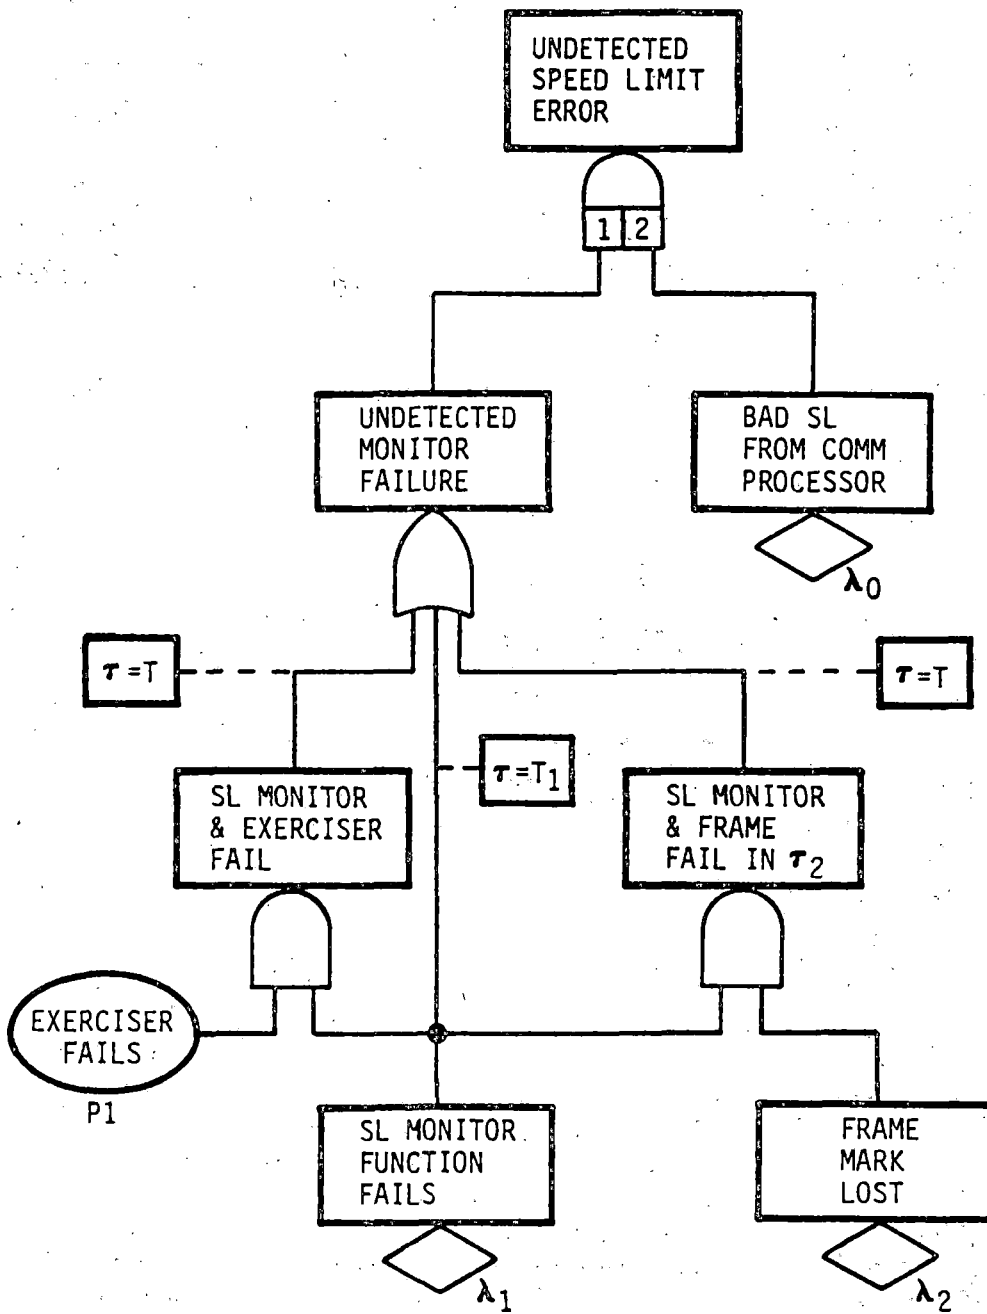 UNDETECTED
SPEED LIMIT
ERROR
1 2
UNDETECTED
MONITOR
FAILURE
BAD SL
FROM COMM
PROCESSOR
λ0
τ=T
τ=T
τ=T1
SL MONITOR
& EXERCISER
FAIL
SL MONITOR
& FRAME
FAIL IN τ2
EXERCISER
FAILS
P1
SL MONITOR
FUNCTION
FAILS
λ1
FRAME
MARK
LOST
λ2